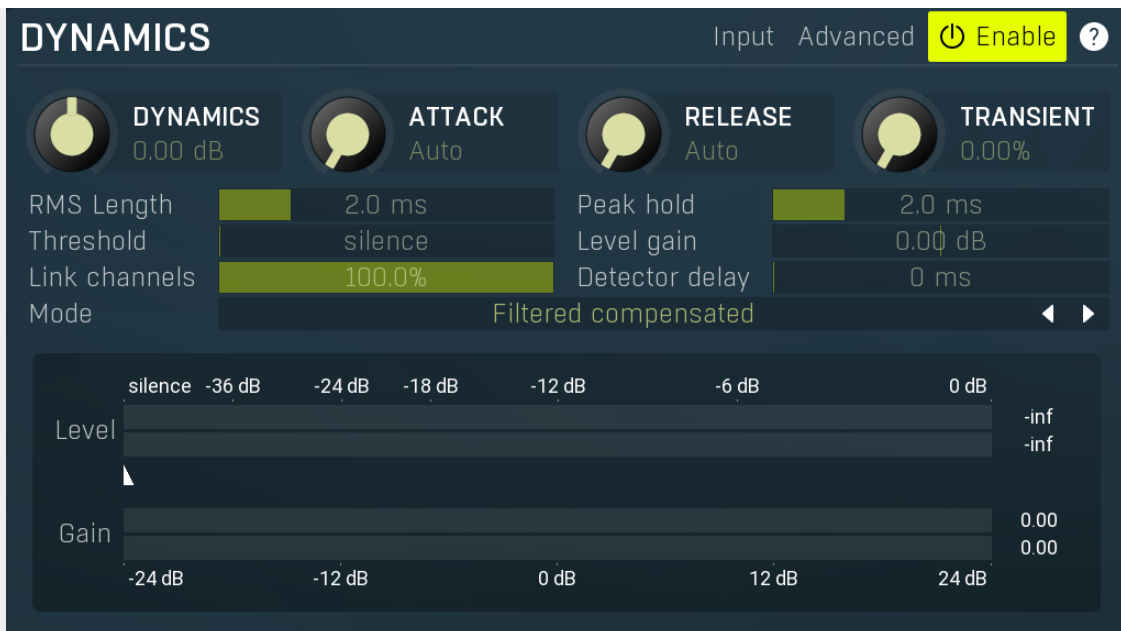 DYNAMICS Input Advanced Enable ?
DYNAMICS ATTACK RELEASE TRANSIENT
0.00 dB Auto Auto 0.00%
RMS Length 2.0 ms Peak hold 2.0 ms
Threshold silence Level gain 0.00 dB
Link channels 100.0% Detector delay 0 ms
Mode Filtered compensated
silence -36 dB -24 dB -18 dB -12 dB -6 dB 0 dB
Level -inf
-inf
Gain 0.00
0.00
-24 dB -12 dB 0 dB 12 dB 24 dB